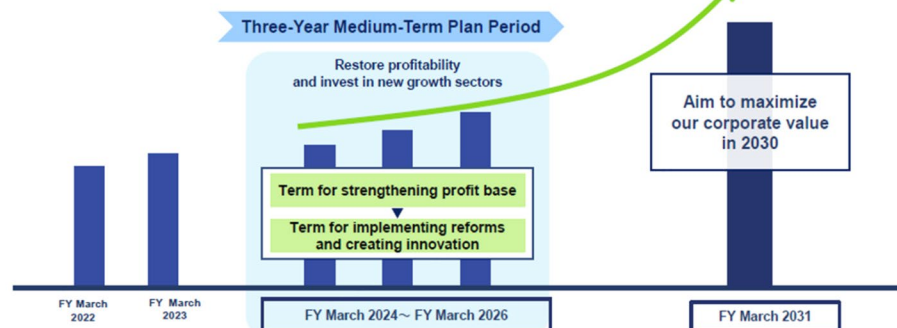 Three-Year Medium-Term Plan Period
Restore profitability
and invest in new growth sectors
Aim to maximize
our corporate value
in 2030
Term for strengthening profit base
Term for implementing reforms
and creating innovation
FY March
2022
FY March
2023
FY March 2024～ FY March 2026
FY March 2031